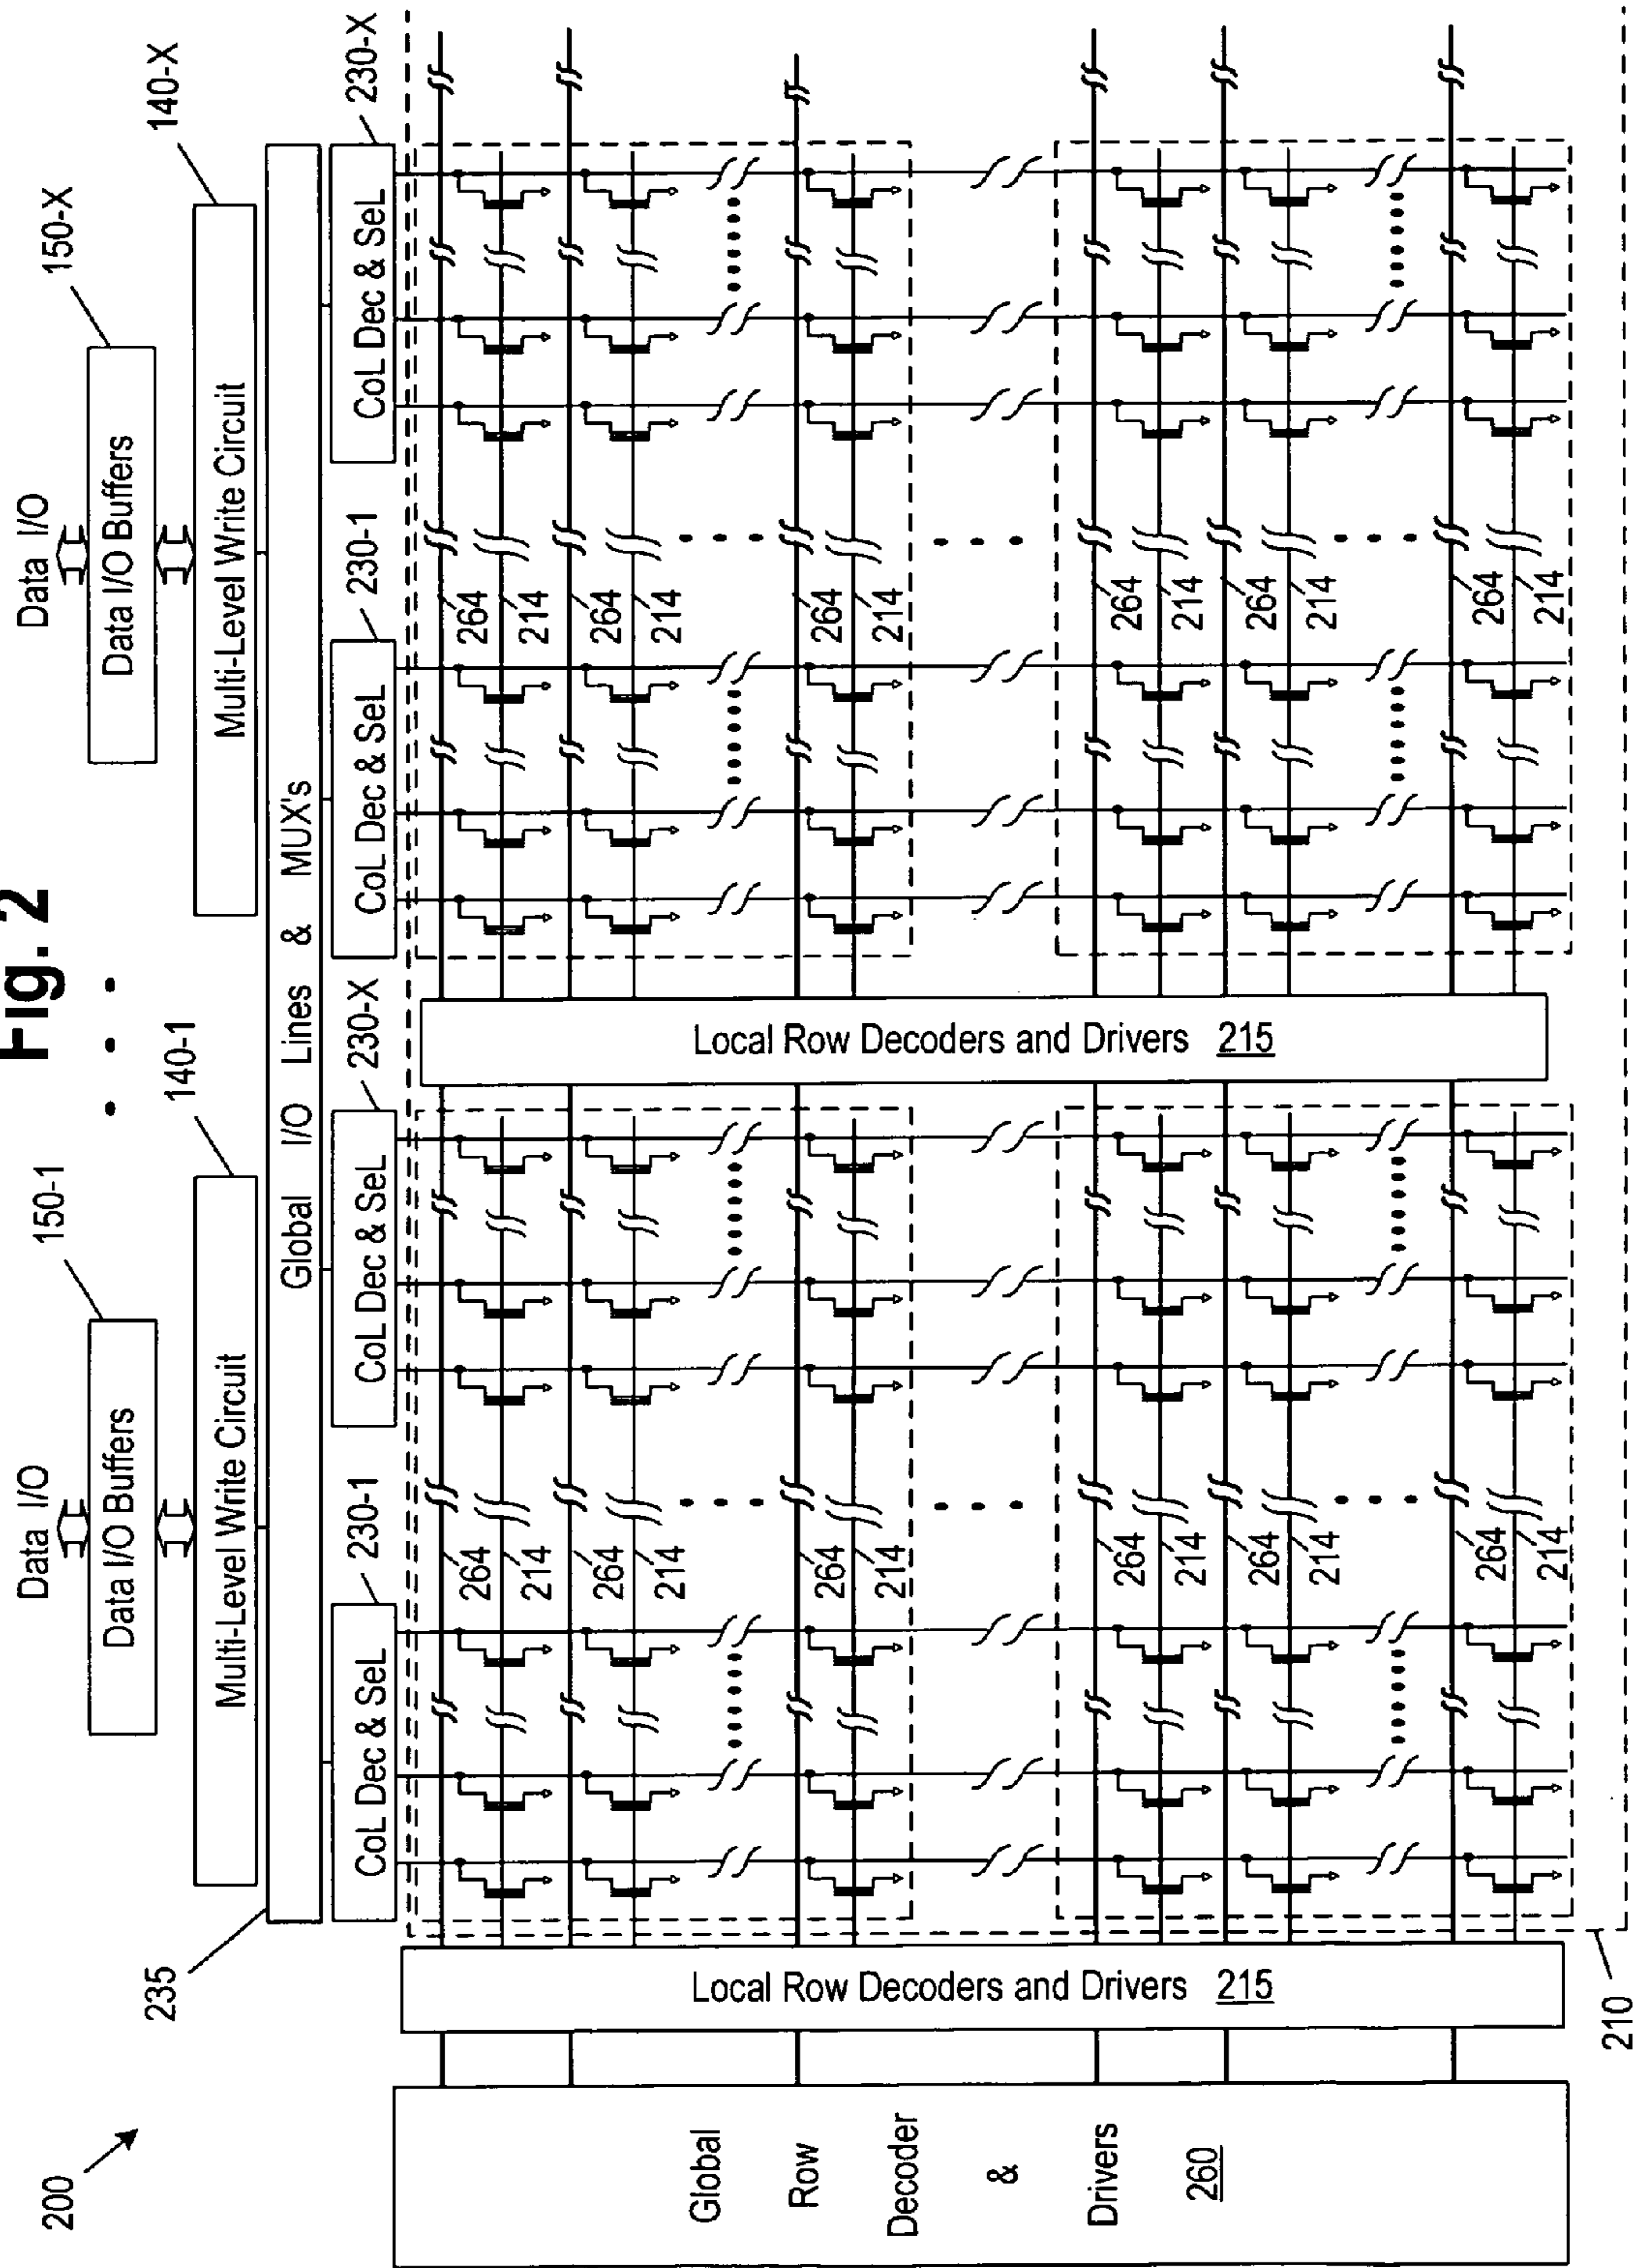 Fig. 2
200
235
Data I/O
Data I/O
150-1
150-X
Data I/O Buffers
Data I/O Buffers
140-1
140-X
Multi-Level Write Circuit
Multi-Level Write Circuit
Global I/O Lines & MUX's
230-1
230-X
230-1
230-X
CoL Dec & SeL
CoL Dec & SeL
CoL Dec & SeL
CoL Dec & SeL
264
264
214
214
264
264
214
214
264
264
214
214
264
264
214
214
264
264
214
214
264
264
214
214
Global
Row
Decoder
&
Drivers
260
Local Row Decoders and Drivers 215
Local Row Decoders and Drivers 215
210